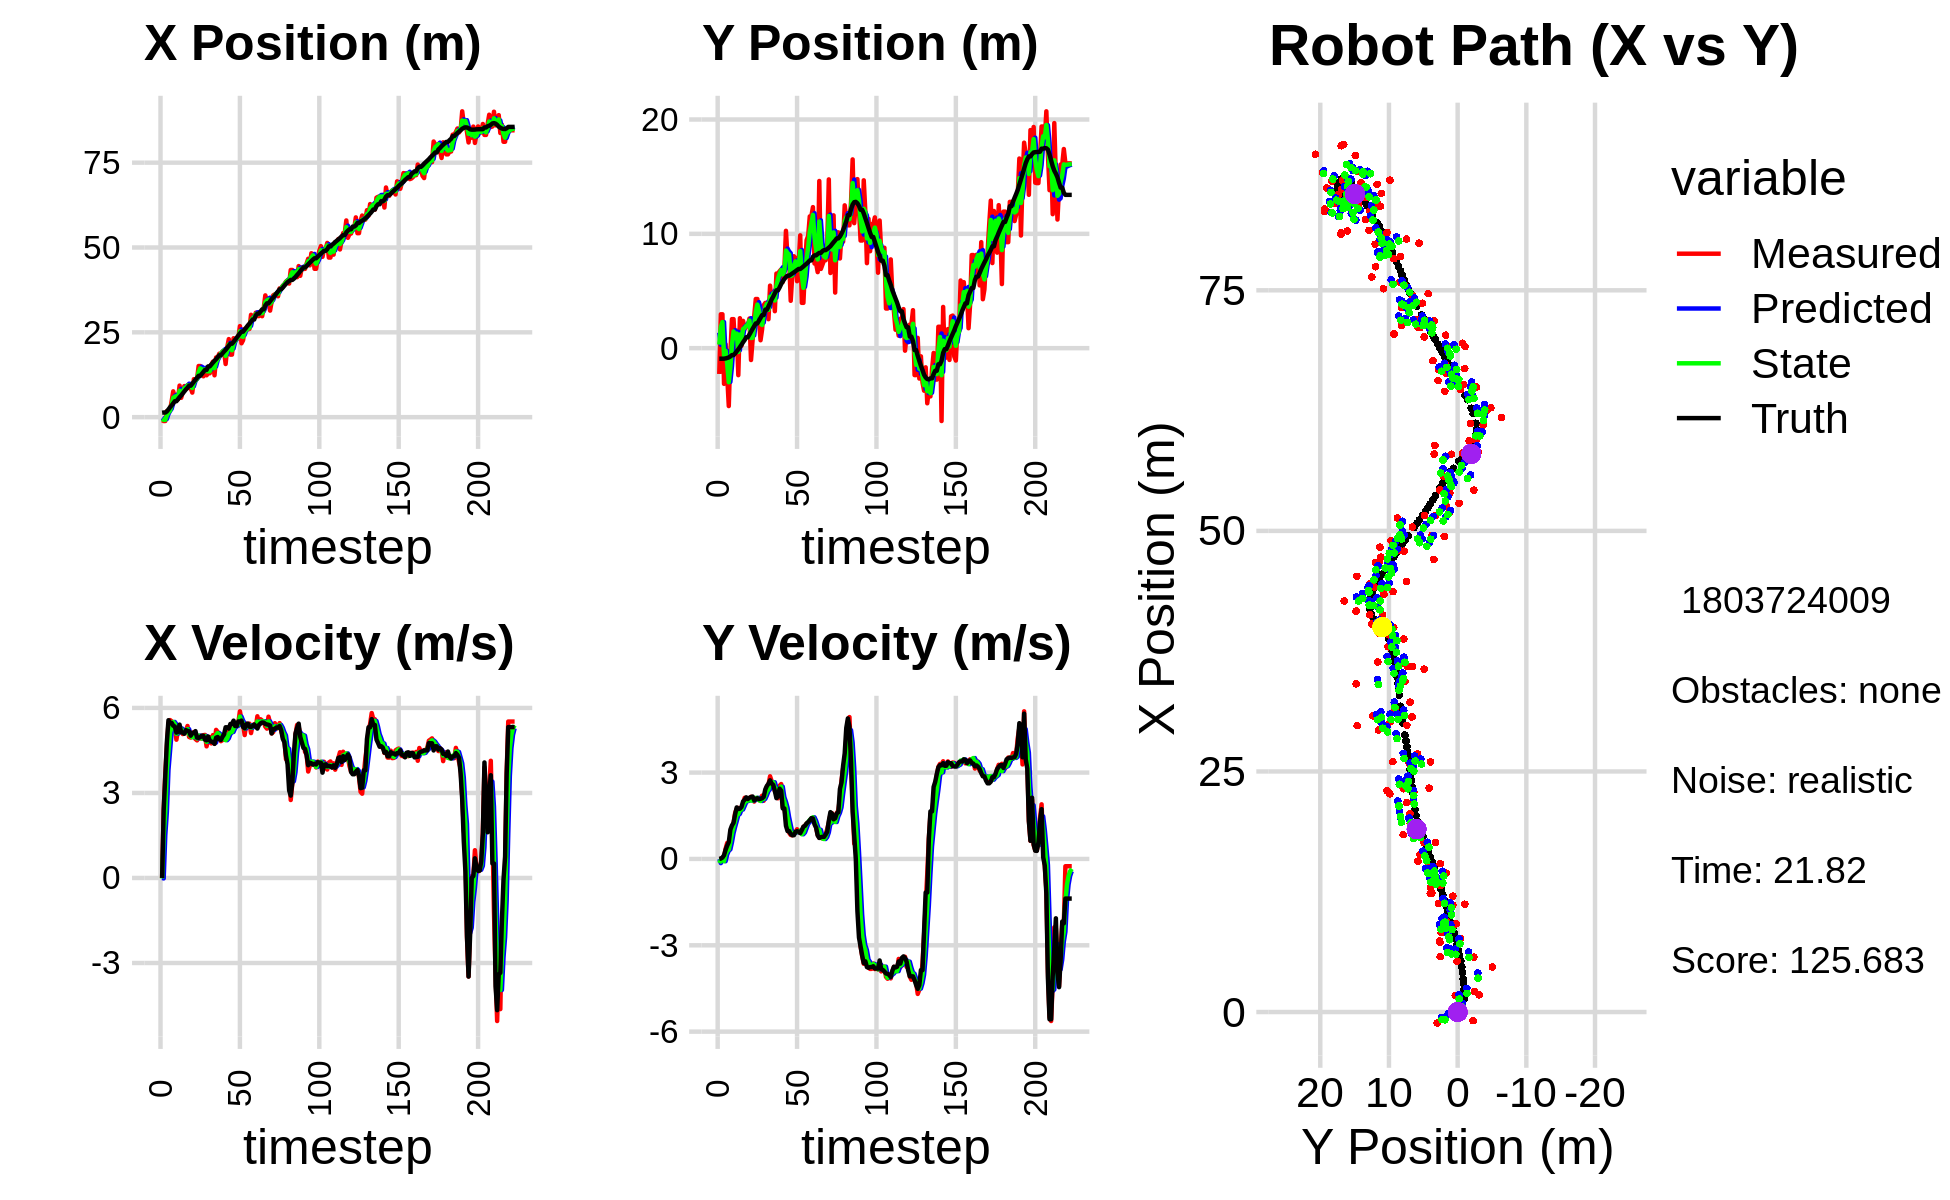 X Position (m)
75
50
25
0
0
50
100
150
200
timestep
Y Position (m)
20
10
0
0
50
100
150
200
timestep
X Velocity (m/s)
6
3
0
-3
0
50
100
150
200
timestep
Y Velocity (m/s)
3
0
-3
-6
0
50
100
150
200
timestep
Robot Path (X vs Y)
X Position (m)
75
50
25
0
20 10 0 -10 -20
Y Position (m)
variable
Measured
Predicted
State
Truth
1803724009
Obstacles: none
Noise: realistic
Time: 21.82
Score: 125.683